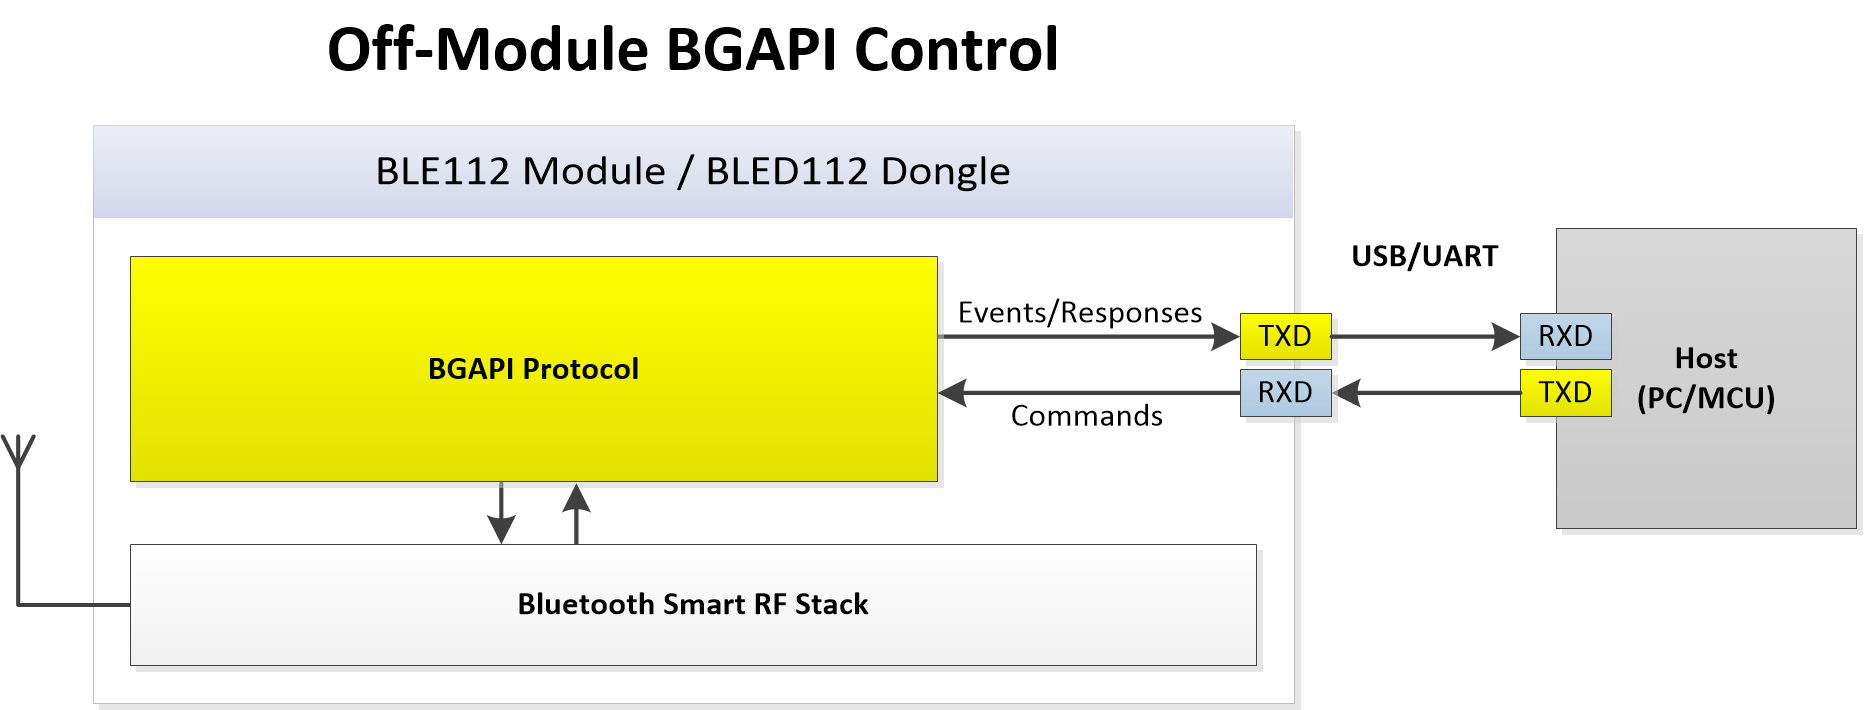 Off-Module BGAPI Control
BLE112 Module / BLED112 Dongle
USB/UART
Events/Responses
TXD
RXD
BGAPI Protocol
Host
(PC/MCU)
RXD
TXD
Commands
Bluetooth Smart RF Stack